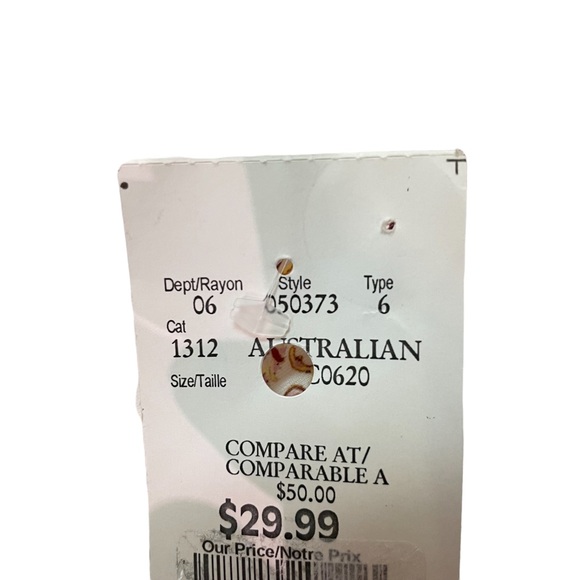 Dept/Rayon Style Type
06 050373 6
Cat
1312 AUSTRALIAN
Size/Taille C0620
COMPARE AT/
COMPARABLE A
$50.00
$29.99
Our Price/Notre Prix